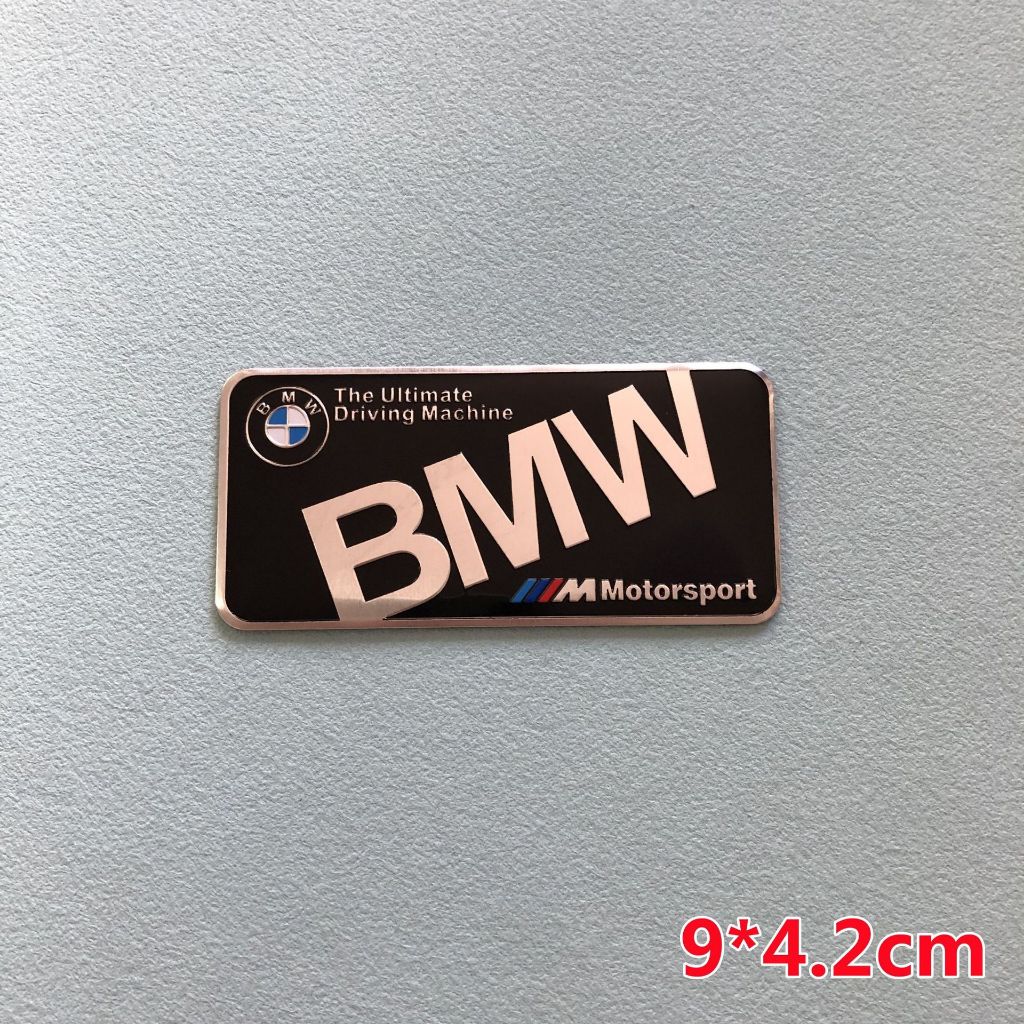 BMW
The Ultimate
Driving Machine
BMW
M Motorsport
9*4.2cm